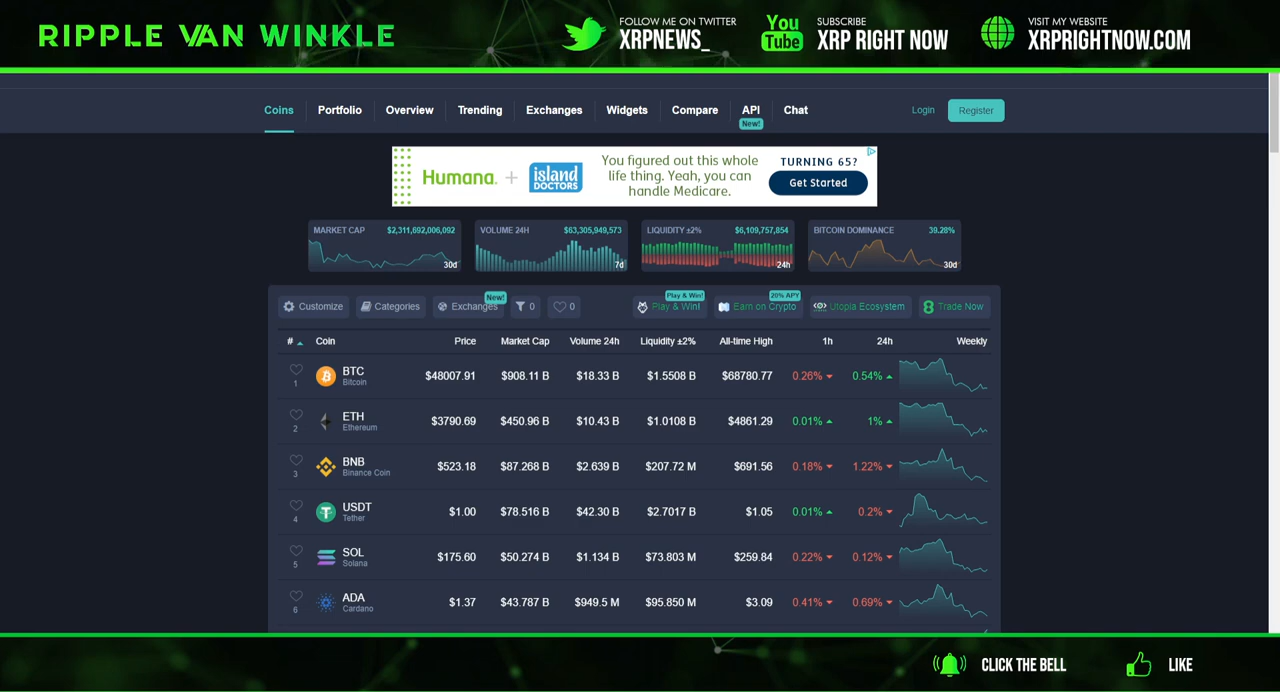 RIPPLE VAN WINKLE
FOLLOW ME ON TWITTER
XRPNEWS_
You
Tube
SUBSCRIBE
XRP RIGHT NOW
VISIT MY WEBSITE
XRPRIGHTNOW.COM
Coins Portfolio Overview Trending Exchanges Widgets Compare API Chat Login Register
New!
Humana. + island DOCTORS
You figured out this whole
life thing. Yeah, you can
handle Medicare.
TURNING 65?
Get Started
MARKET CAP $2,311,692,006,092
30d
VOLUME 24H $63,305,949,573
7d
LIQUIDITY ±2% $6,109,757,854
24h
BITCOIN DOMINANCE 39.28%
30d
New! Play & Win! 20% APY
Customize Categories Exchanges 0 0 Play & Win! Earn on Crypto Utopia Ecosystem Trade Now
# Coin Price Market Cap Volume 24h Liquidity ±2% All-time High 1h 24h Weekly
1 BTC $48007.91 $908.11 B $18.33 B $1.5508 B $68780.77 0.26% 0.54%
Bitcoin
2 ETH $3790.69 $450.96 B $10.43 B $1.0108 B $4861.29 0.01% 1%
Ethereum
3 BNB $523.18 $87.268 B $2.639 B $207.72 M $691.56 0.18% 1.22%
Binance Coin
4 USDT $1.00 $78.516 B $42.30 B $2.7017 B $1.05 0.01% 0.2%
Tether
5 SOL $175.60 $50.274 B $1.134 B $73.803 M $259.84 0.22% 0.12%
Solana
6 ADA $1.37 $43.787 B $949.5 M $95.850 M $3.09 0.41% 0.69%
Cardano
CLICK THE BELL
LIKE